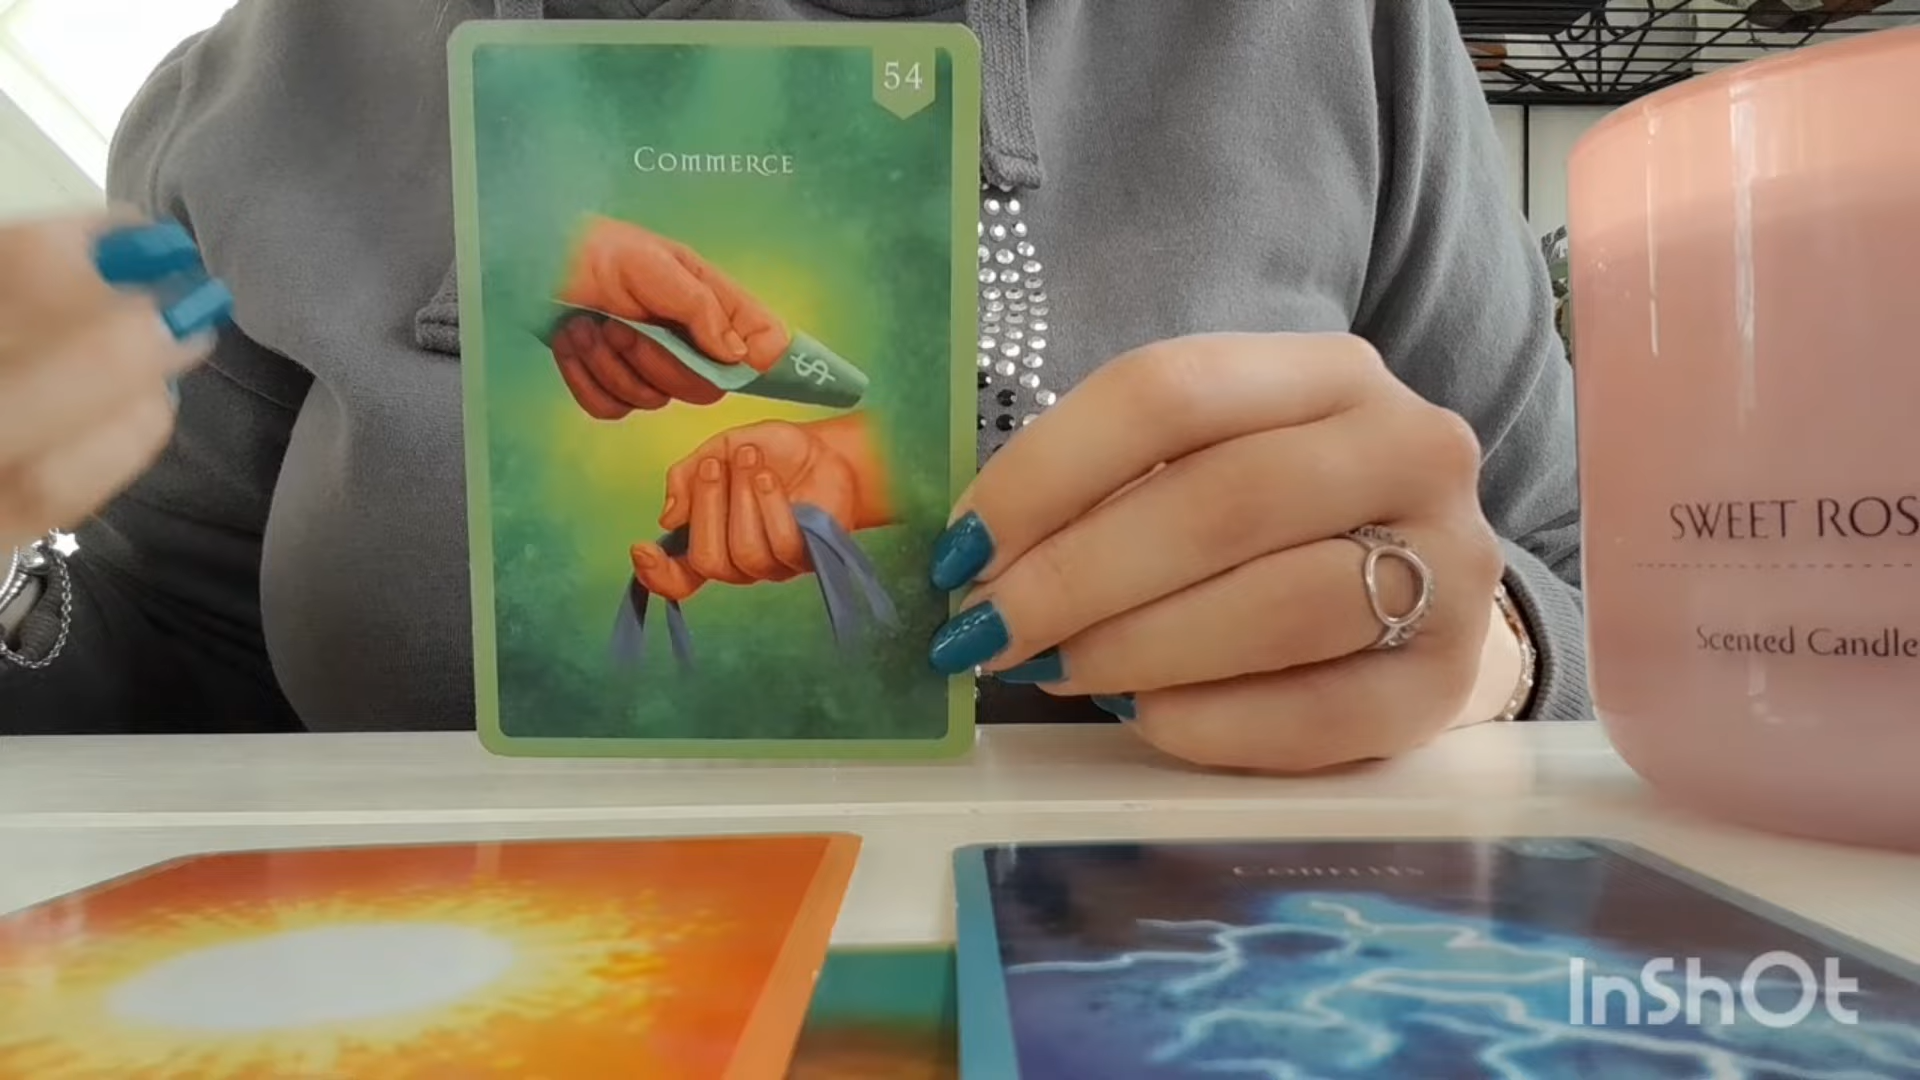 54
COMMERCE
$
SWEET ROS
Scented Candle
InShOt